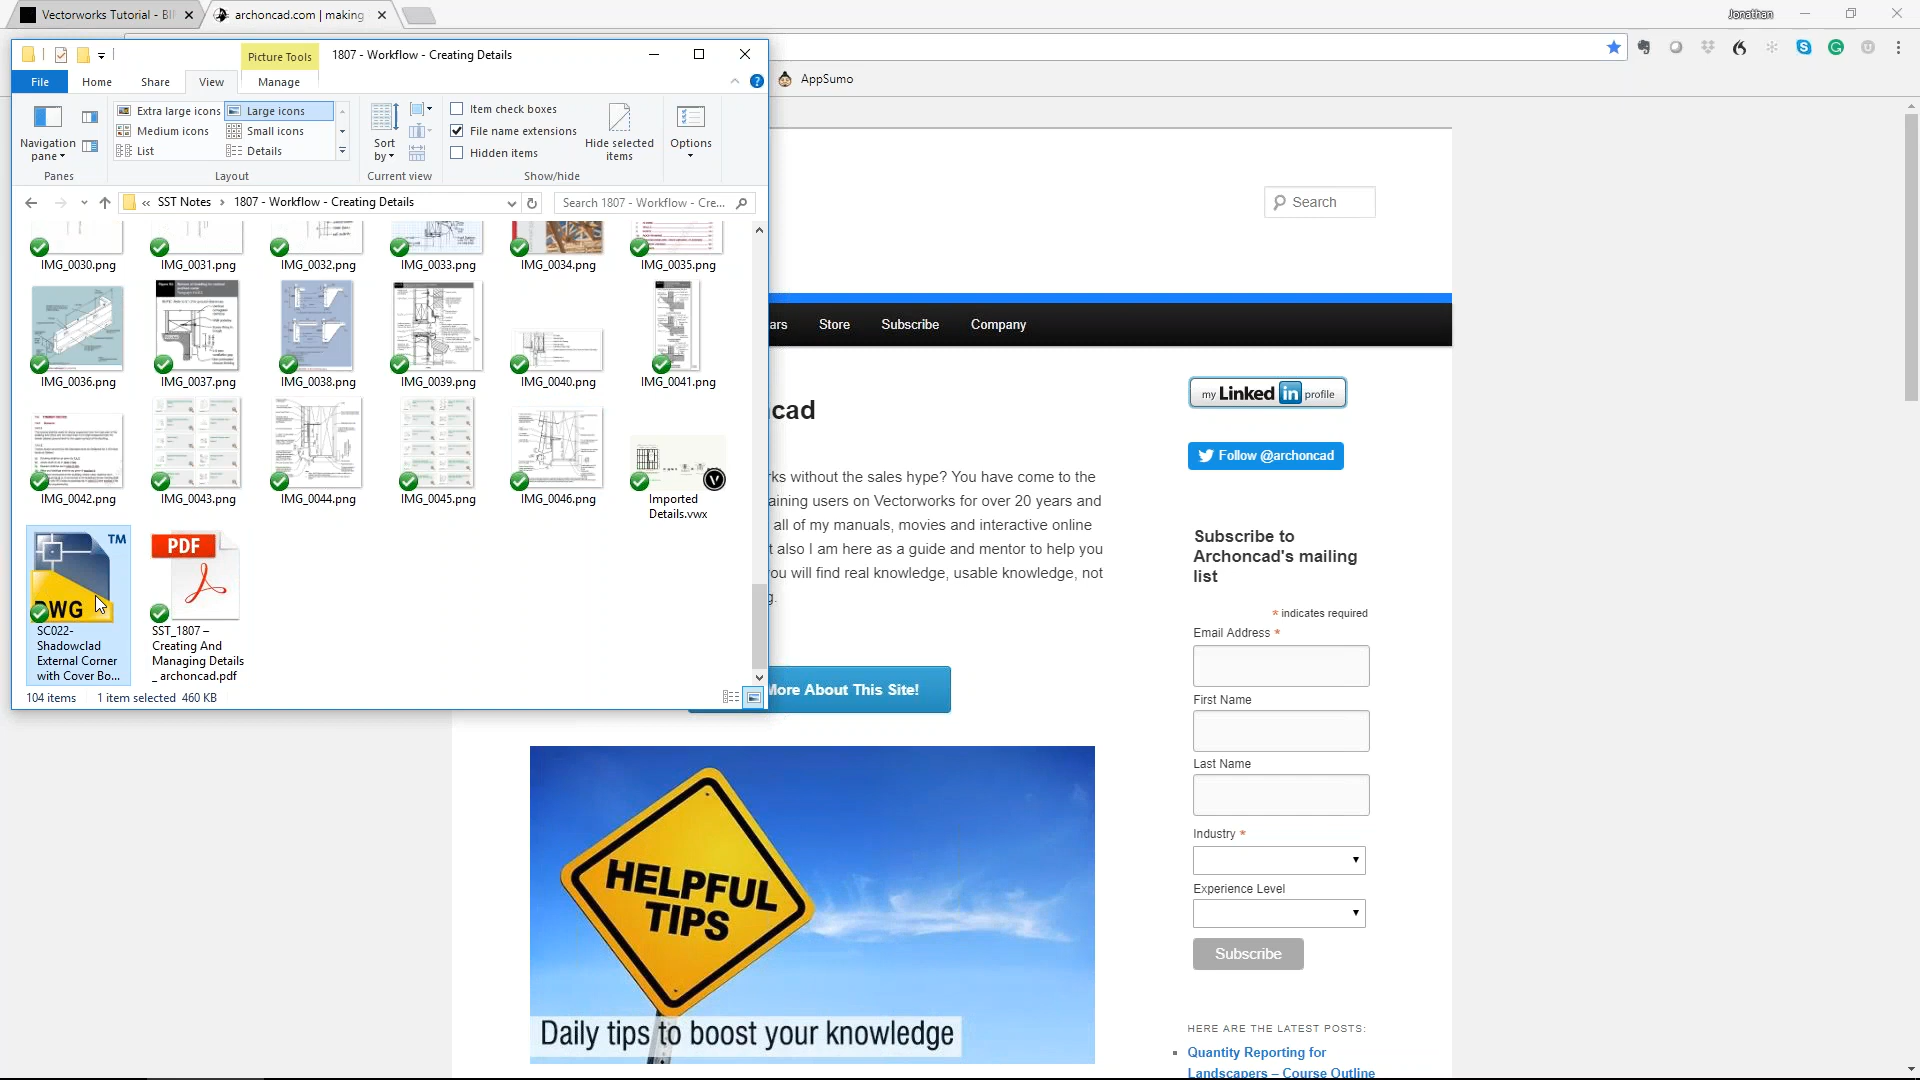 Vectorworks Tutorial - BI
archoncad.com | making
Jonathan
Picture Tools
1807 - Workflow - Creating Details
File
Home
Share
View
Manage
AppSumo
Navigation pane
Extra large icons
Large icons
Medium icons
Small icons
List
Details
Sort by
Item check boxes
File name extensions
Hidden items
Hide selected items
Options
Panes
Layout
Current view
Show/hide
« SST Notes › 1807 - Workflow - Creating Details
Search 1807 - Workflow - Cre...
Search
IMG_0030.png
IMG_0031.png
IMG_0032.png
IMG_0033.png
IMG_0034.png
IMG_0035.png
ars
Store
Subscribe
Company
IMG_0036.png
IMG_0037.png
IMG_0038.png
IMG_0039.png
IMG_0040.png
IMG_0041.png
my Linked in profile
cad
Follow @archoncad
IMG_0042.png
IMG_0043.png
IMG_0044.png
IMG_0045.png
IMG_0046.png
Imported
Details.vwx
ks without the sales hype? You have come to the
aining users on Vectorworks for over 20 years and
all of my manuals, movies and interactive online
t also I am here as a guide and mentor to help you
ou will find real knowledge, usable knowledge, not
g.
TM
DWG
PDF
SC022-
Shadowclad
External Corner
with Cover Bo...
SST_1807 –
Creating And
Managing Details
_ archoncad.pdf
104 items
1 item selected 460 KB
More About This Site!
Subscribe to
Archoncad's mailing
list
* indicates required
Email Address *
First Name
Last Name
Industry *
Experience Level
Subscribe
HELPFUL
TIPS
Daily tips to boost your knowledge
HERE ARE THE LATEST POSTS:
Quantity Reporting for
Landscapers – Course Outline